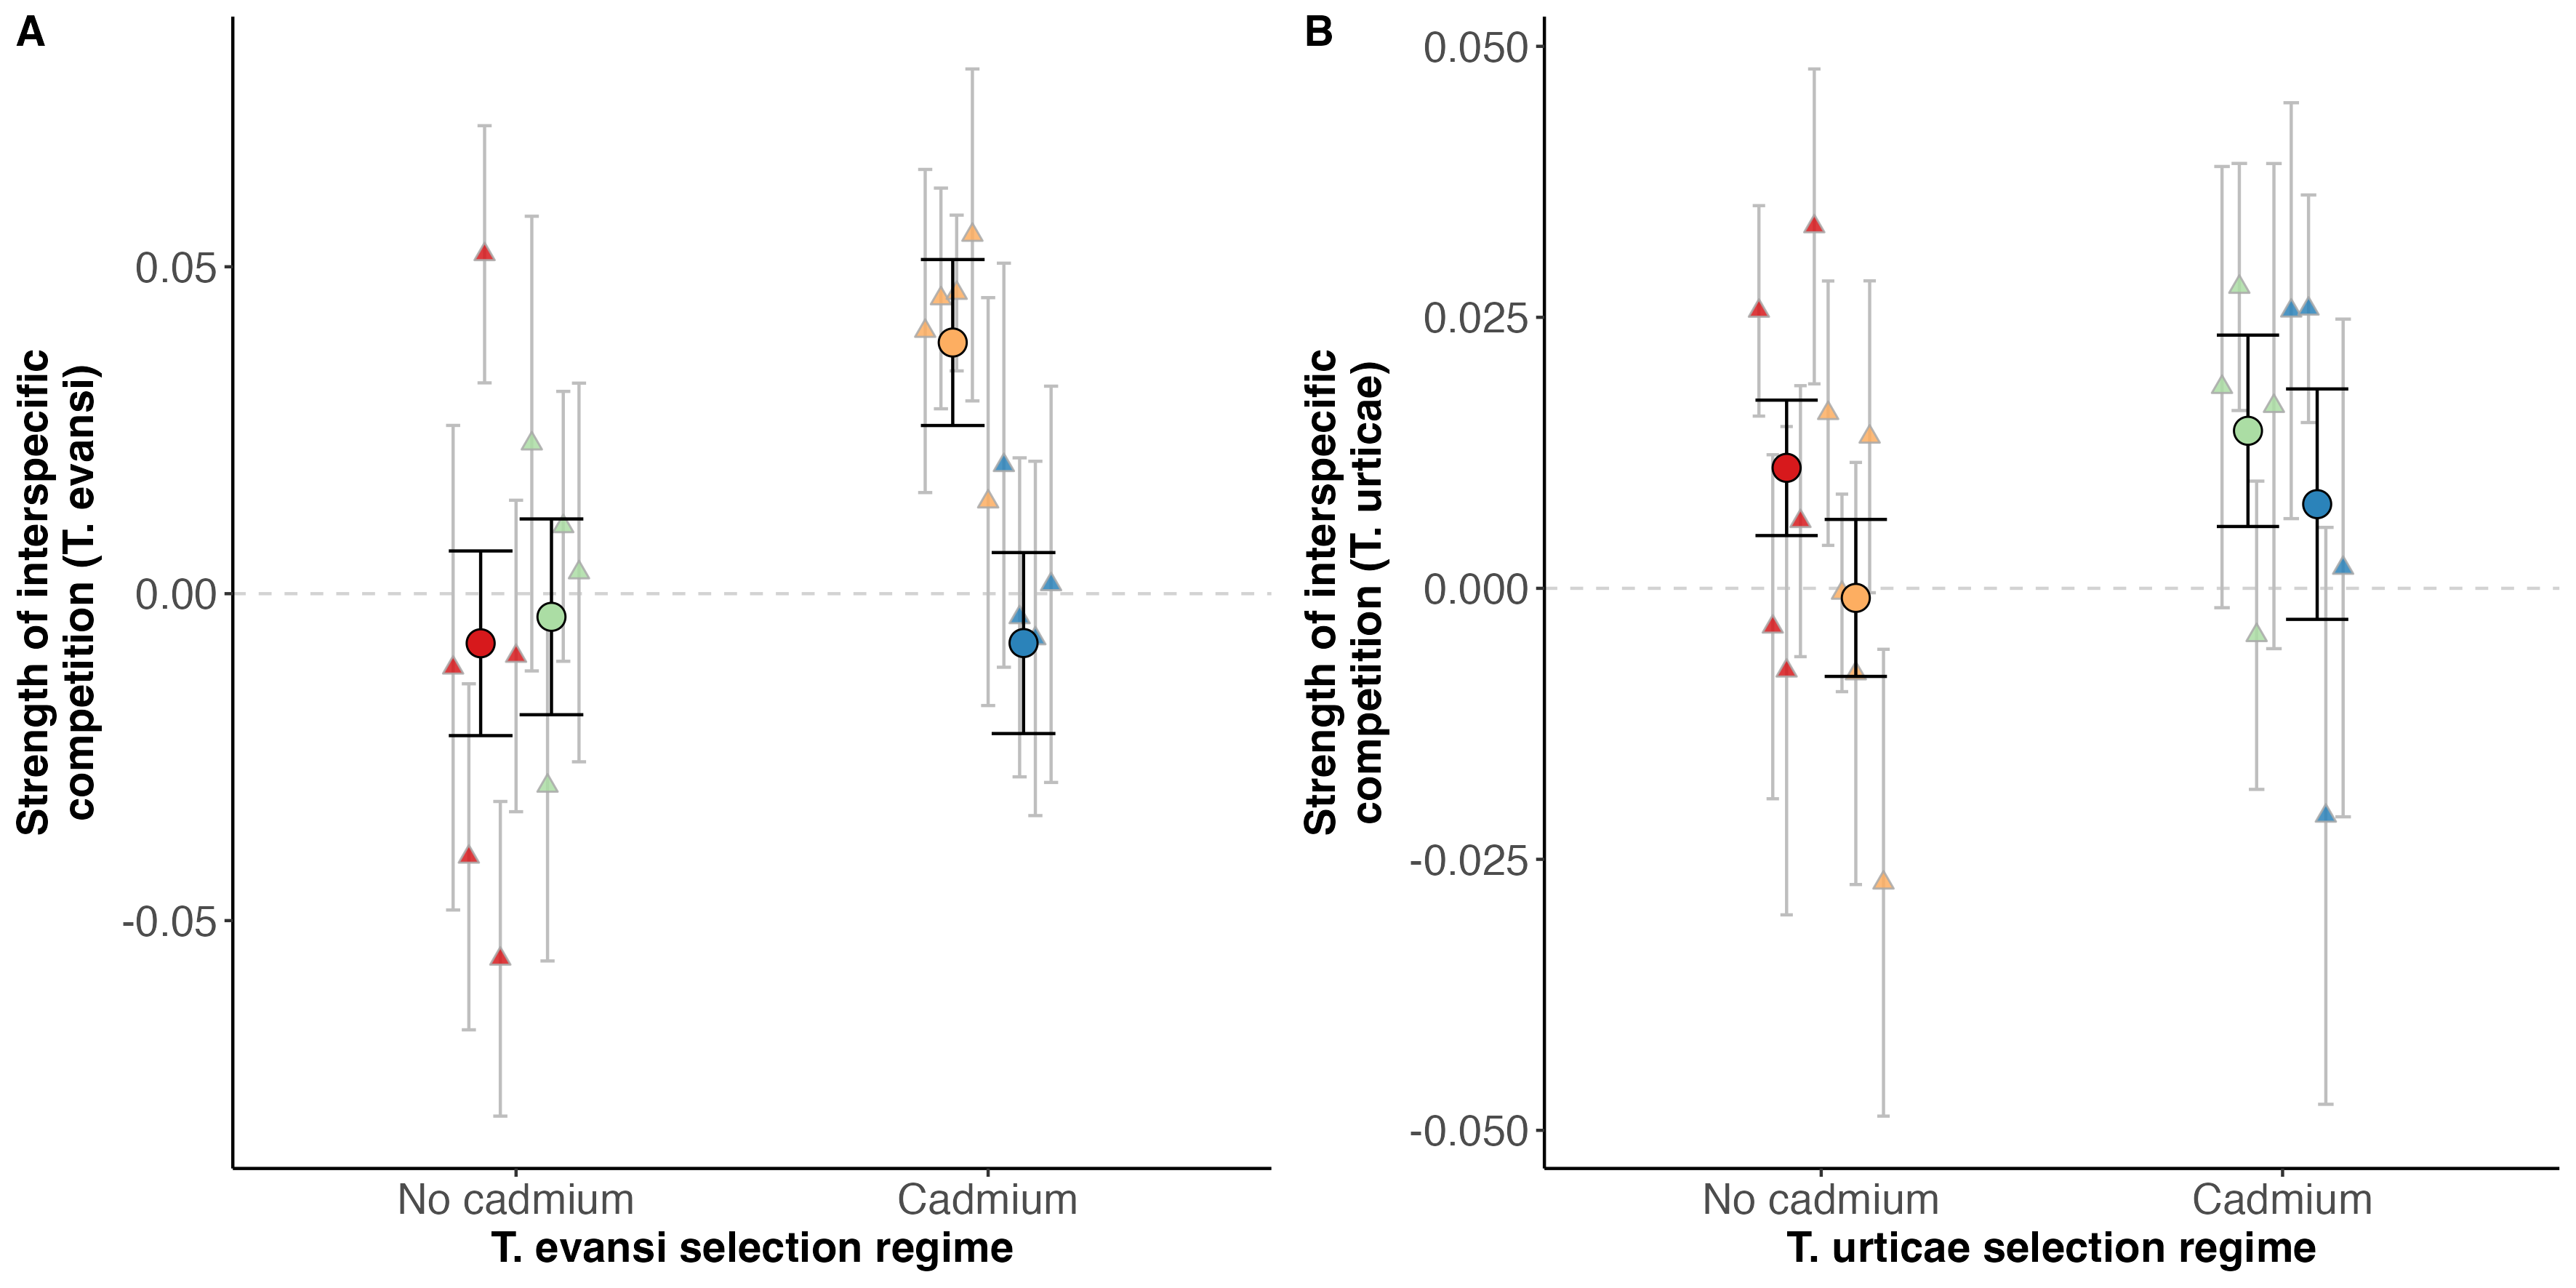 A
Strength of interspecific
competition (T. evansi)
0.05
0.00
-0.05
No cadmium
Cadmium
T. evansi selection regime
B
Strength of interspecific
competition (T. urticae)
0.050
0.025
0.000
-0.025
-0.050
No cadmium
Cadmium
T. urticae selection regime